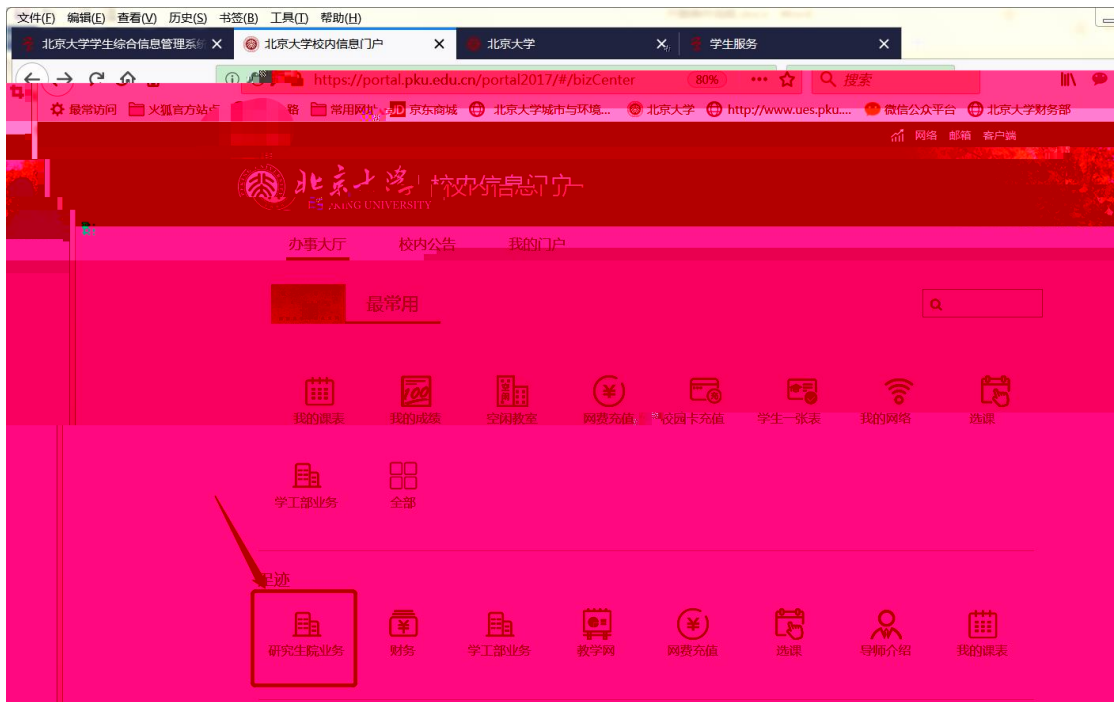 文件(F) 编辑(E) 查看(V) 历史(S) 书签(B) 工具(T) 帮助(H)
北京大学学生综合信息管理系统 北京大学校内信息门户 北京大学 学生服务
https://portal.pku.edu.cn/portal2017/#/bizCenter 80% 搜索
最常访问 火狐官方站点 常用网址 JD 京东商城 北京大学城市与环境... 北京大学 http://www.ues.pku.... 微信公众平台 北京大学财务部
网络 邮箱 客户端
北京大学 校内信息门户
UNIVERSITY
办事大厅 校内公告 我的门户
最常用
我的课表 我的成绩 空闲教室 网费充值 校园卡充值 学生一张表 我的网络 选课
学工部业务 全部
足迹
研究生院业务 财务 学工部业务 教学网 网费充值 选课 导师介绍 我的课表